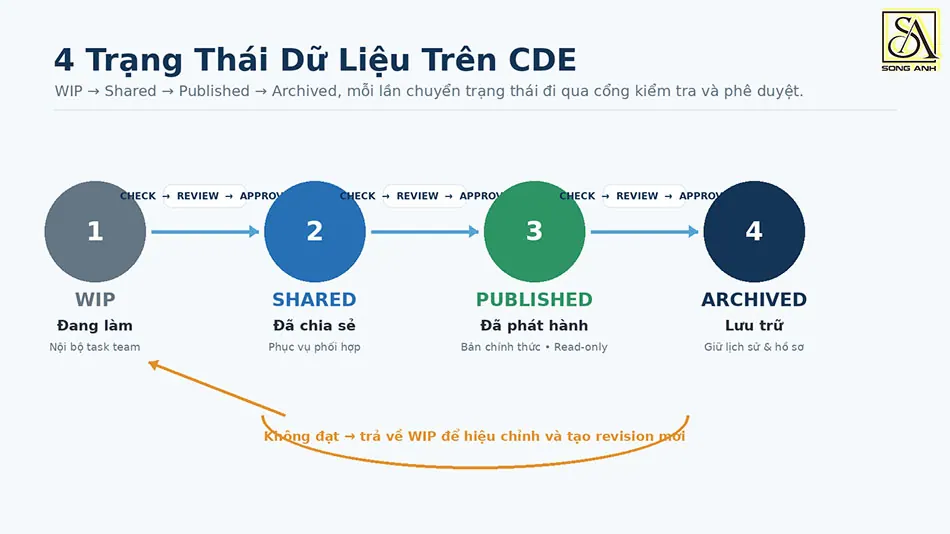 SA
SONG ANH
4 Trạng Thái Dữ Liệu Trên CDE
WIP → Shared → Published → Archived, mỗi lần chuyển trạng thái đi qua cổng kiểm tra và phê duyệt.
CHECK → REVIEW → APPROV
CHECK → REVIEW → APPROV
CHECK → REVIEW → APPROV
1
2
3
4
WIP
SHARED
PUBLISHED
ARCHIVED
Đang làm
Đã chia sẻ
Đã phát hành
Lưu trữ
Nội bộ task team
Phục vụ phối hợp
Bản chính thức • Read-only
Giữ lịch sử & hồ sơ
Không đạt → trả về WIP để hiệu chỉnh và tạo revision mới